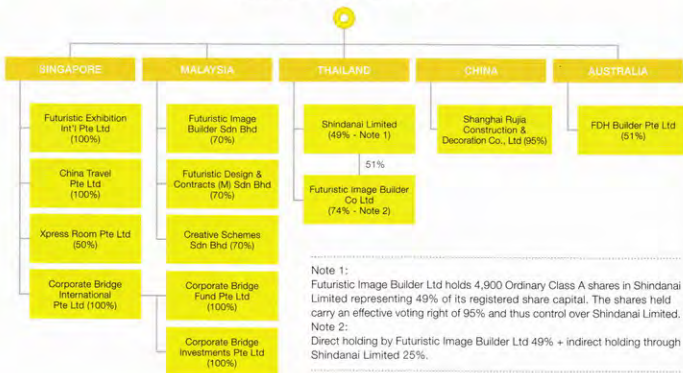 SINGAPORE
MALAYSIA
THAILAND
CHINA
AUSTRALIA
Futuristic Exhibition
Int'l Pte Ltd
(100%)
China Travel
Pte Ltd
(100%)
Xpress Room Pte Ltd
(50%)
Corporate Bridge
International
Pte Ltd (100%)
Futuristic Image
Builder Sdn Bhd
(70%)
Futuristic Design &
Contracts (M) Sdn Bhd
(70%)
Creative Schemes
Sdn Bhd (70%)
Corporate Bridge
Fund Pte Ltd
(100%)
Corporate Bridge
Investments Pte Ltd
(100%)
Shindanai Limited
(49% - Note 1)
51%
Futuristic Image Builder
Co Ltd
(74% - Note 2)
Shanghai Rujia
Construction &
Decoration Co., Ltd (95%)
FDH Builder Pte Ltd
(51%)
Note 1:
Futuristic Image Builder Ltd holds 4,900 Ordinary Class A shares in Shindanai
Limited representing 49% of its registered share capital. The shares held
carry an effective voting right of 95% and thus control over Shindanai Limited.
Note 2:
Direct holding by Futuristic Image Builder Ltd 49% + indirect holding through
Shindanai Limited 25%.